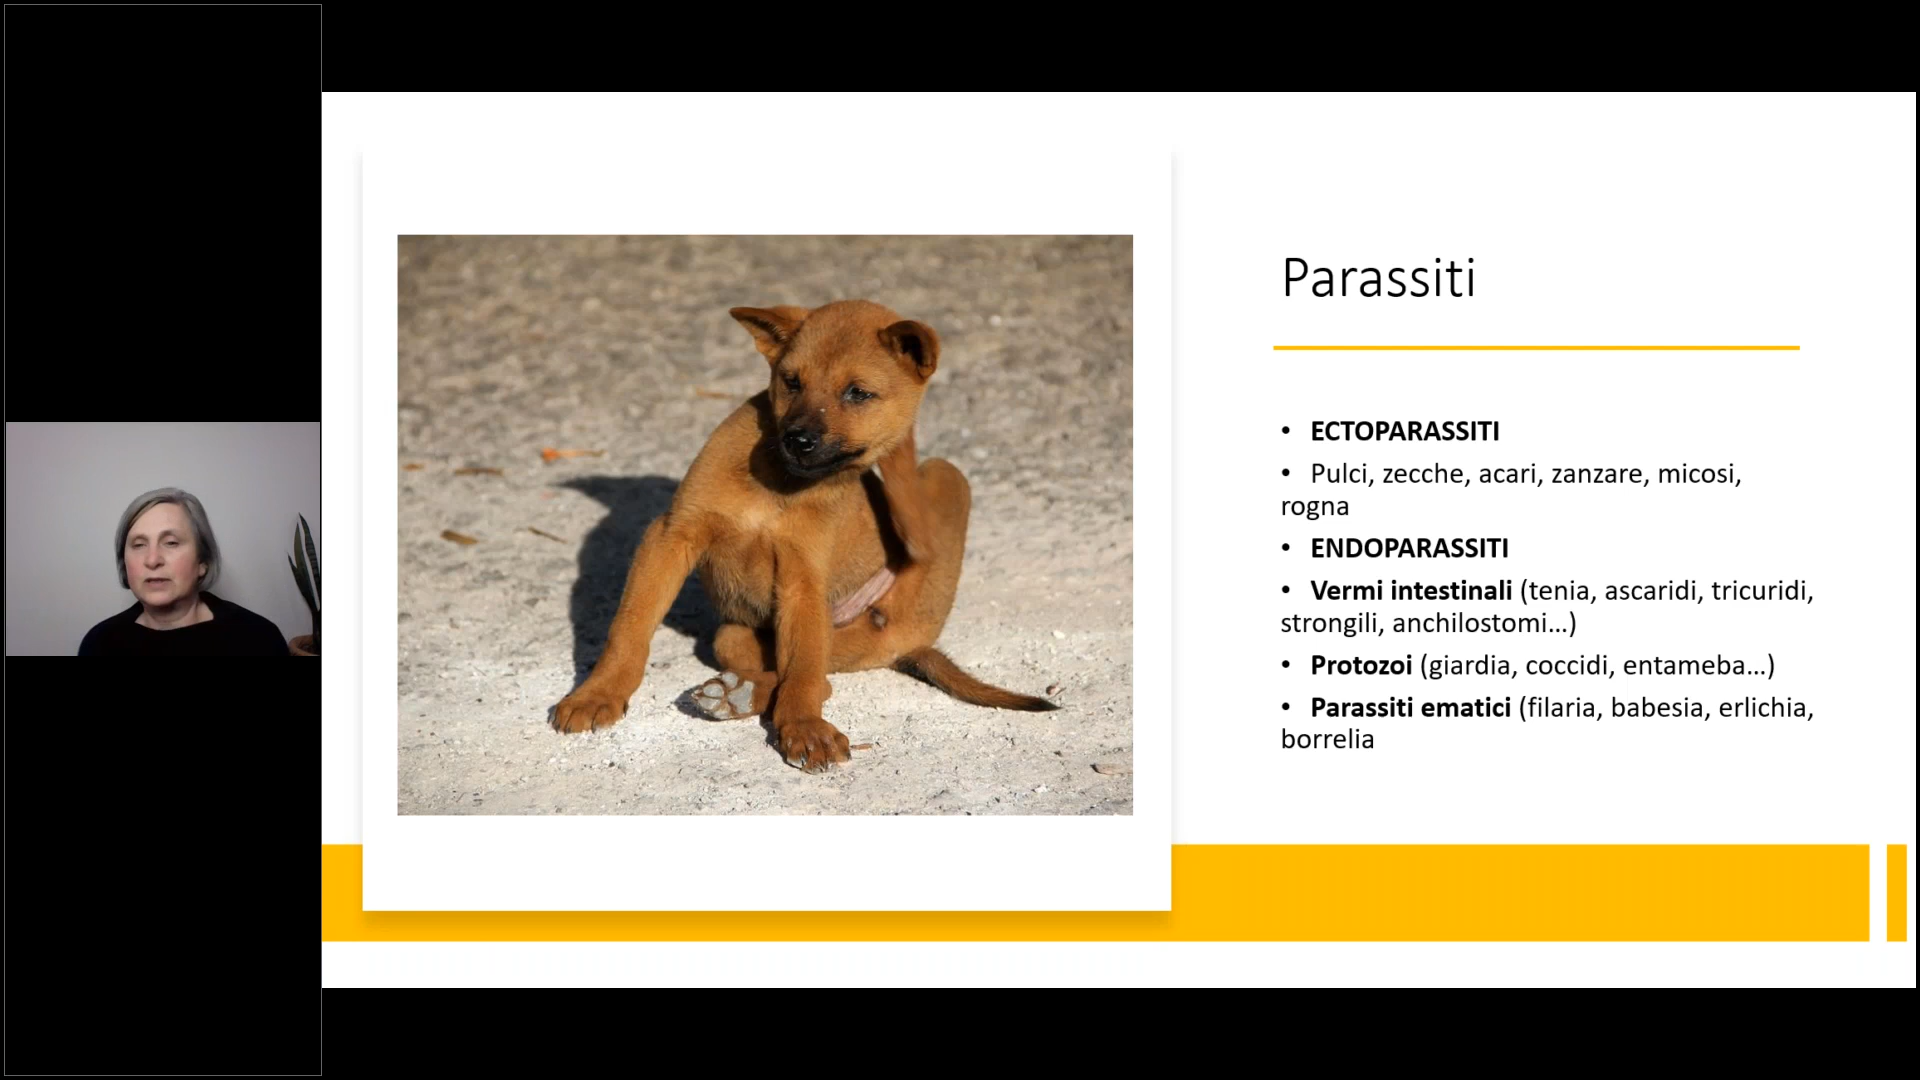 Parassiti
• ECTOPARASSITI
• Pulci, zecche, acari, zanzare, micosi,
rogna
• ENDOPARASSITI
• Vermi intestinali (tenia, ascaridi, tricuridi,
strongili, anchilostomi...)
• Protozoi (giardia, coccidi, entameba...)
• Parassiti ematici (filaria, babesia, erlichia,
borrelia